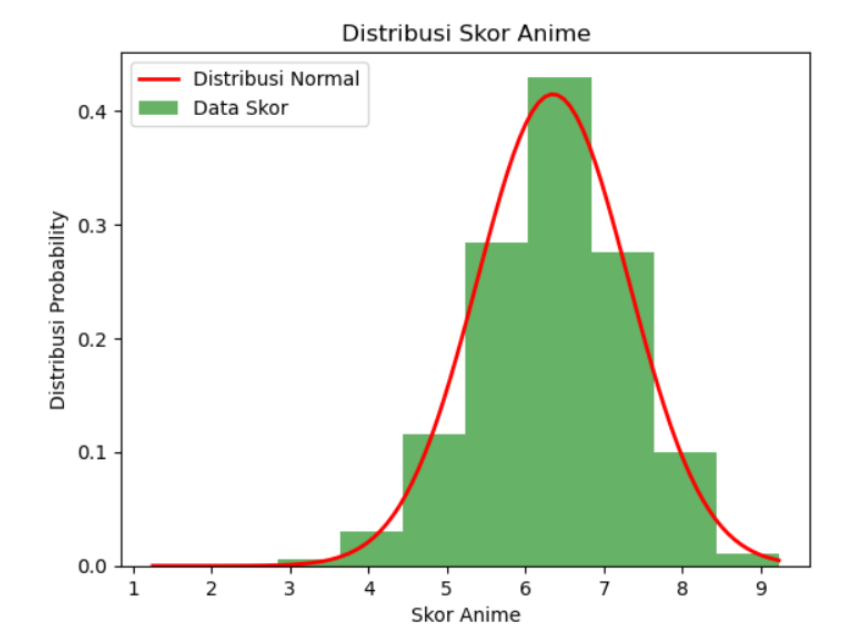 Distribusi Skor Anime
Distribusi Normal
Data Skor
Distribusi Probability
0.4
0.3
0.2
0.1
0.0
1 2 3 4 5 6 7 8 9
Skor Anime